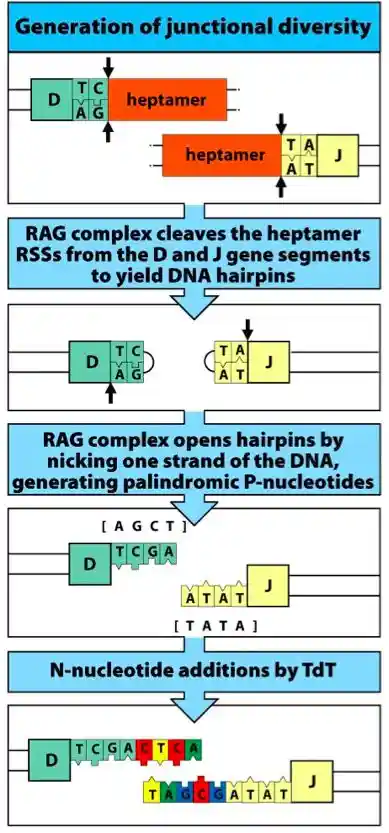 Generation of junctional diversity
D T C heptamer
A G
heptamer T A J
A T
RAG complex cleaves the heptamer
RSSs from the D and J gene segments
to yield DNA hairpins
D T C T A J
A G A T
RAG complex opens hairpins by
nicking one strand of the DNA,
generating palindromic P-nucleotides
[ A G C T ]
D T C G A
A T A T J
[ T A T A ]
N-nucleotide additions by TdT
D T C G A C T C A
T A G C G A T A T J